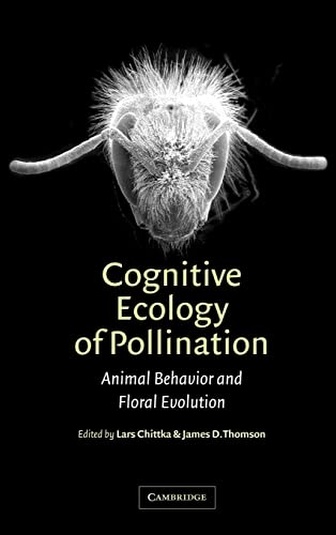 Cognitive
Ecology
of Pollination
Animal Behavior and
Floral Evolution
Edited by Lars Chittka & James D. Thomson
CAMBRIDGE